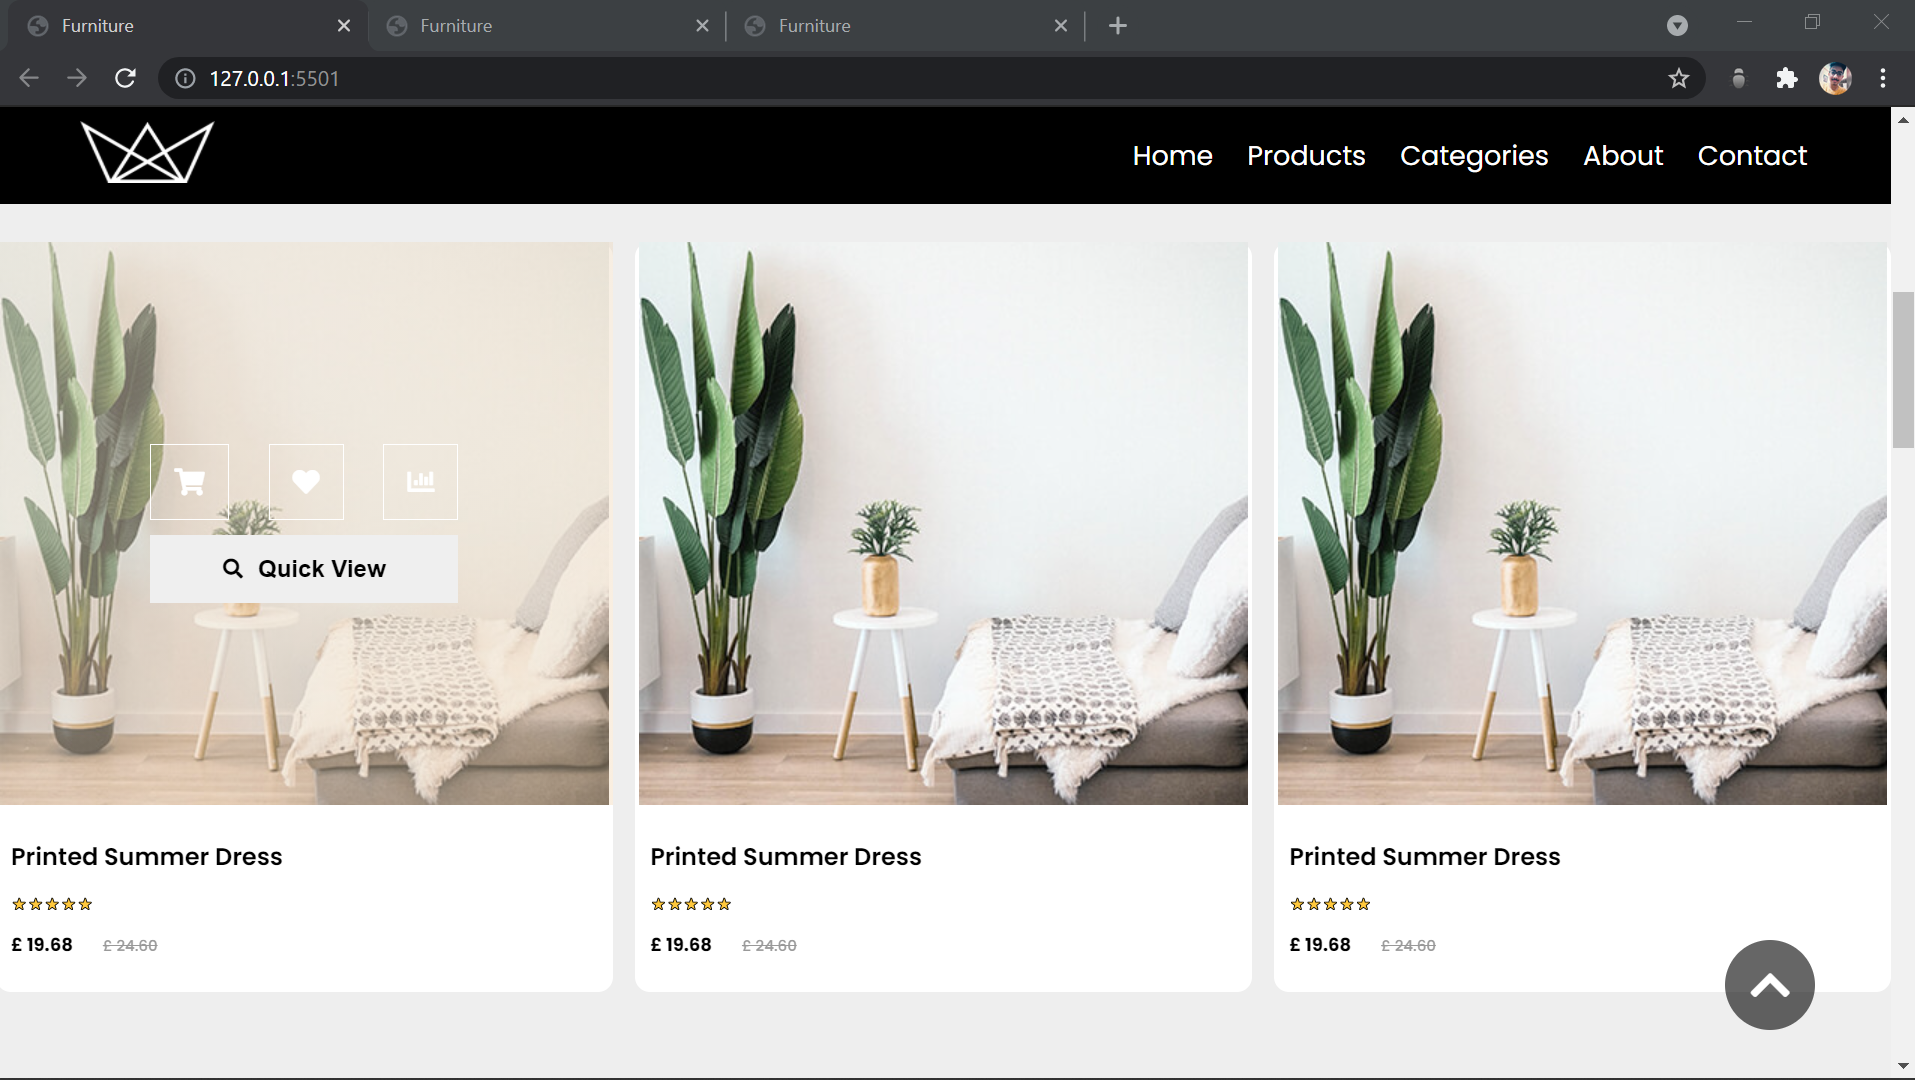 Furniture
Furniture
Furniture
127.0.0.1:5501
Home Products Categories About Contact
Quick View
Printed Summer Dress
£ 19.68 £ 24.60
Printed Summer Dress
£ 19.68 £ 24.60
Printed Summer Dress
£ 19.68 £ 24.60